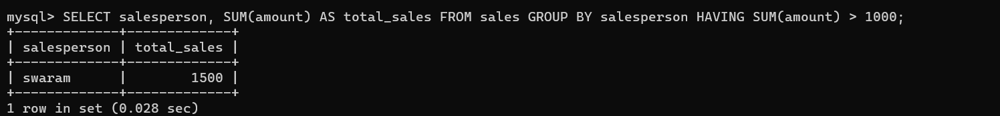 mysql> SELECT salesperson, SUM(amount) AS total_sales FROM sales GROUP BY salesperson HAVING SUM(amount) > 1000;
+-------------+-------------+
| salesperson | total_sales |
+-------------+-------------+
| swaram      |        1500 |
+-------------+-------------+
1 row in set (0.028 sec)